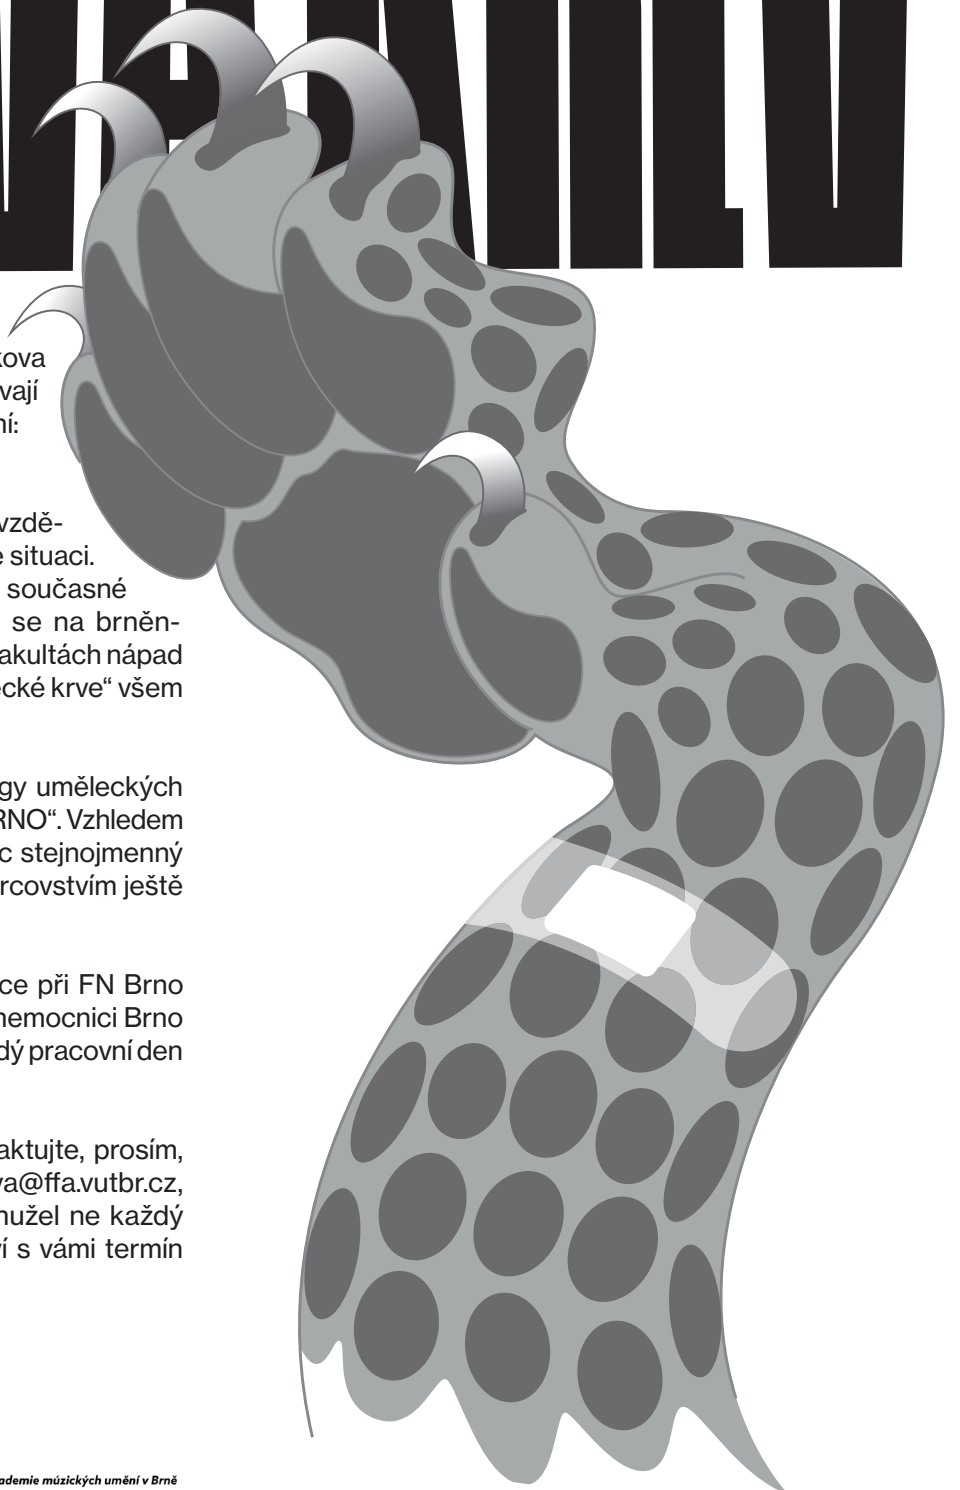 kova
vají
ní:
vzdě-
e situaci.
současné
se na brněn-
akultách nápad
ecké krve“ všem
gy uměleckých
RNO“. Vzhledem
c stejnojmenný
rcovstvím ještě
ce při FN Brno
nemocnici Brno
dý pracovní den
aktujte, prosím,
va@ffa.vutbr.cz,
nužel ne každý
ví s vámi termín
ademie múzických umění v Brně